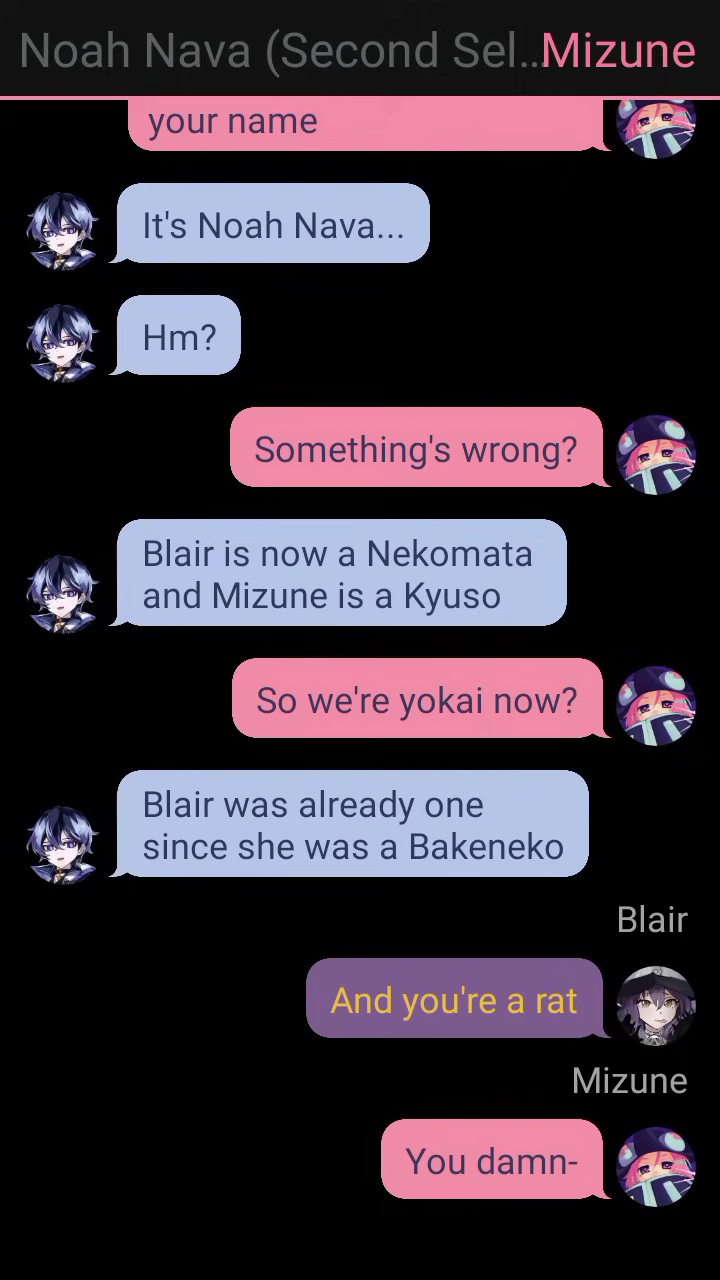 Noah Nava (Second Sel...
Mizune
your name
It's Noah Nava...
Hm?
Something's wrong?
Blair is now a Nekomata
and Mizune is a Kyuso
So we're yokai now?
Blair was already one
since she was a Bakeneko
Blair
And you're a rat
Mizune
You damn-